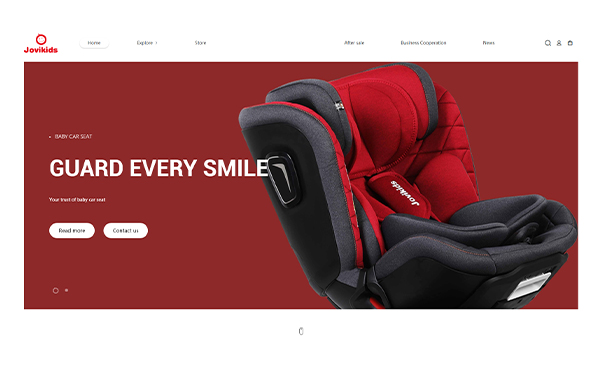 Jovikids
Home
Explore
Store
After sale
Business Cooperation
News
BABY CAR SEAT
GUARD EVERY SMILE
Your trust of baby car seat
Read more
Contact us
Jovikids